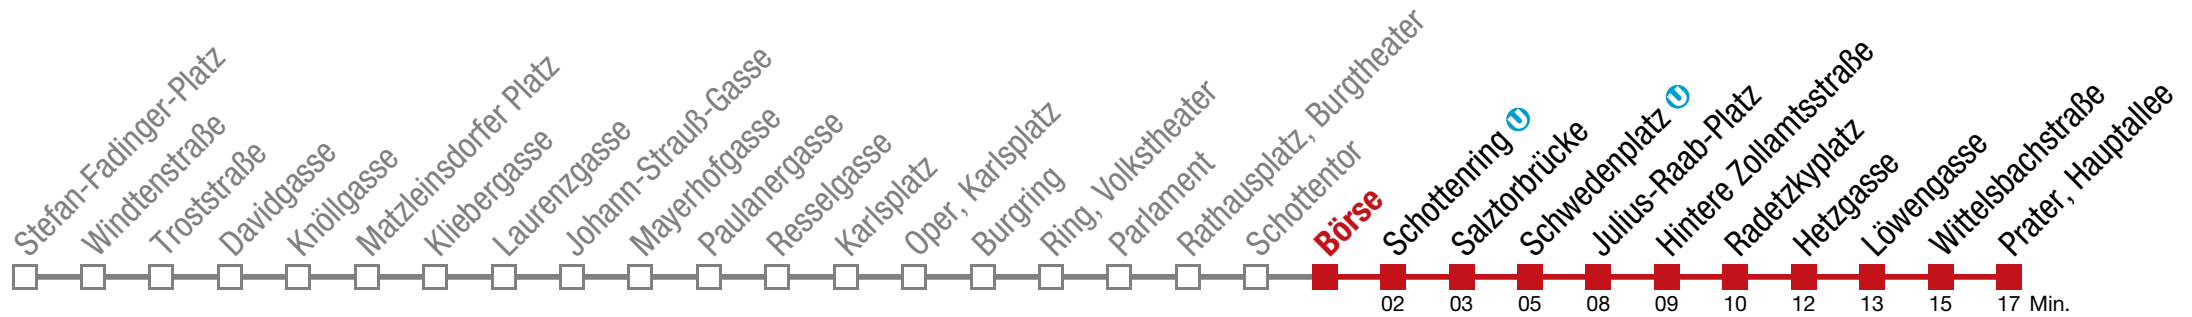 Stefan-Fadinger-Platz
Windtenstraße
Troststraße
Davidgasse
Knöllgasse
Matzleinsdorfer Platz
Kliebergasse
Laurenzgasse
Johann-Strauß-Gasse
Mayerhofgasse
Paulanergasse
Resselgasse
Karlsplatz
Oper, Karlsplatz
Burgring
Ring, Volkstheater
Parlament
Rathausplatz, Burgtheater
Schottentor
Börse
Schottenring U
Salztorbrücke
Schwedenplatz U
Julius-Raab-Platz
Hintere Zollamtsstraße
Radetzkyplatz
Hetzgasse
Löwengasse
Wittelsbachstraße
Prater, Hauptallee
02 03 05 08 09 10 12 13 15 17 Min.